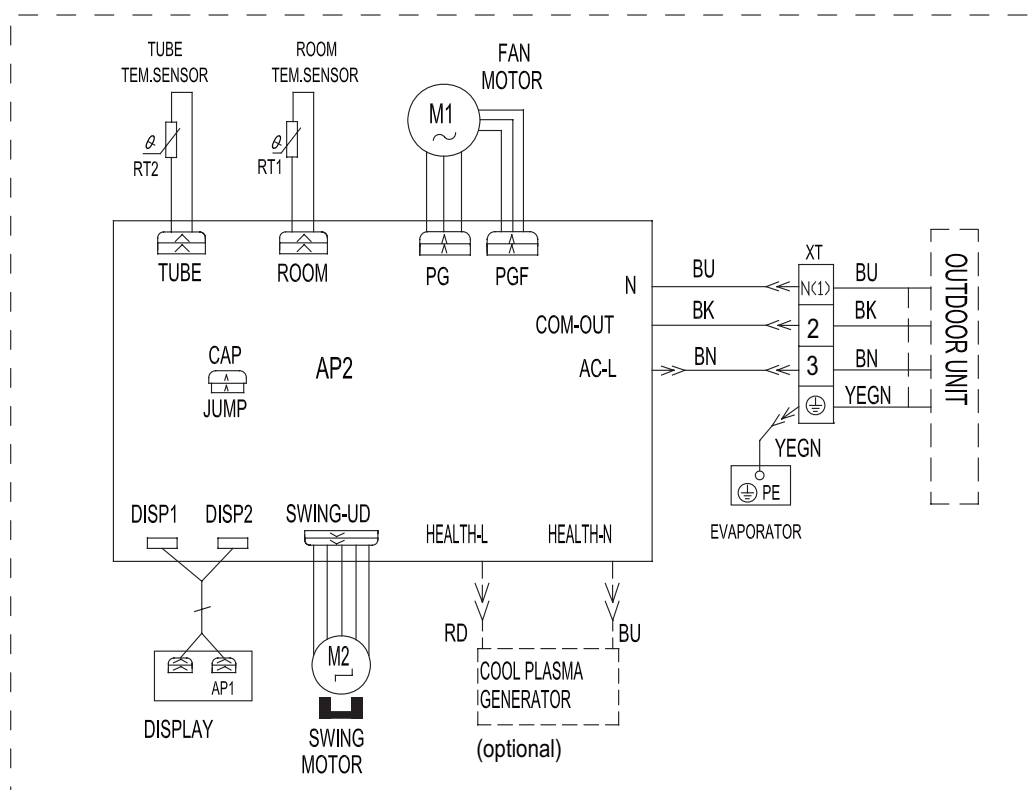 TUBE
TEM.SENSOR
ROOM
TEM.SENSOR
FAN
MOTOR
M1
θ
RT2
θ
RT1
TUBE
ROOM
PG
PGF
N
COM-OUT
AC-L
CAP
JUMP
AP2
BU
BK
BN
XT
N(1)
2
3
BU
BK
BN
YEGN
YEGN
PE
EVAPORATOR
OUTDOOR UNIT
DISP1
DISP2
SWING-UD
HEALTH-L
HEALTH-N
AP1
DISPLAY
M2
SWING
MOTOR
RD
BU
COOL PLASMA
GENERATOR
(optional)